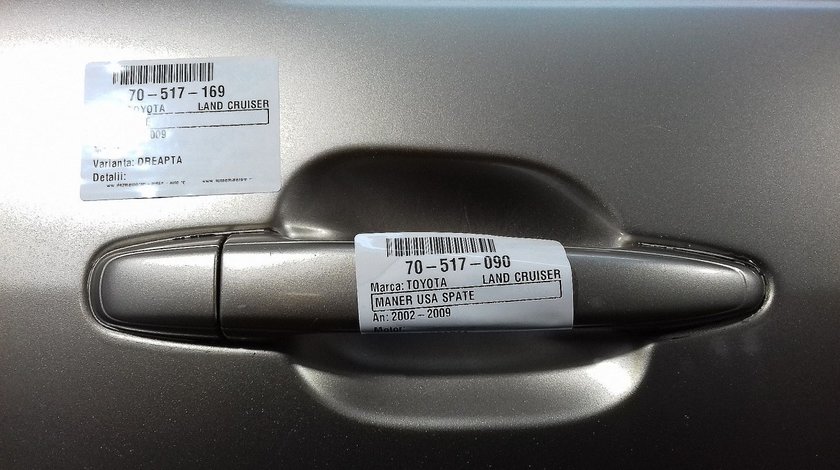 70-517-169
TOYOTA LAND CRUISER
E
009
Varianta: DREAPTA
Detalii:
70-517-090
Marca: TOYOTA LAND CRUISER
MANER USA SPATE
An: 2002-2009
Motor: